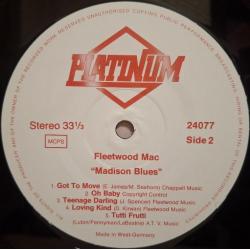 PLATINUM
Stereo 33⅓
24077
MCPS
Side 2
Fleetwood Mac
"Madison Blues"
1 Got To Move (E. James/M. Seahorn) Chappell Music
2 Oh Baby Copyright Control
3 Teenage Darling (J. Spencer) Fleetwood Music
4 Loving Kind (D. Kirwan) Fleetwood Music
5 Tutti Frutti
(Lubin/Pennyman/LaBostrip A.T.V. Music)
Made in West-Germany